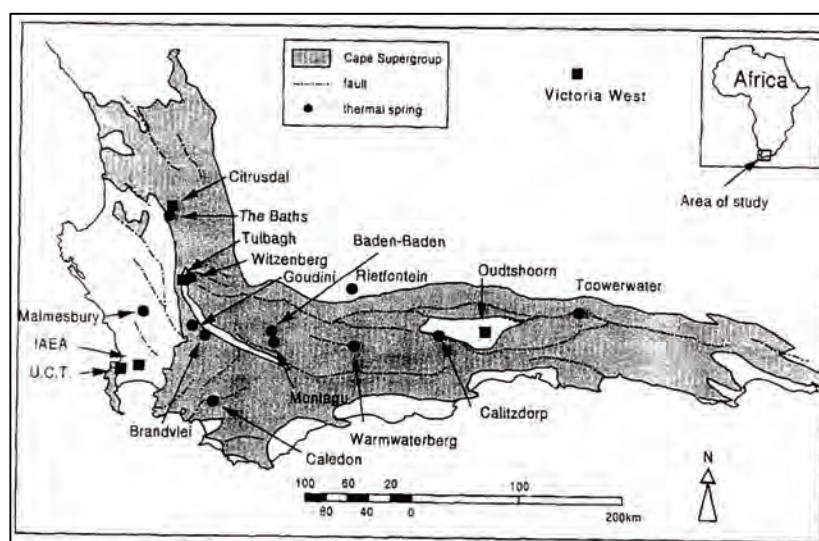 Cape Supergroup
fault
thermal spring
Victoria West
Africa
Area of study
Citrusdal
The Baths
Tulbagh
Witzenberg
Goudini
Baden-Baden
Rietfontein
Oudtshoorn
Toowerwater
Malmesbury
IAEA
U.C.T.
Brandvlei
Caledon
Montagu
Warmwaterberg
Calitzdorp
N
100 60 20 100
80 40 0 200km